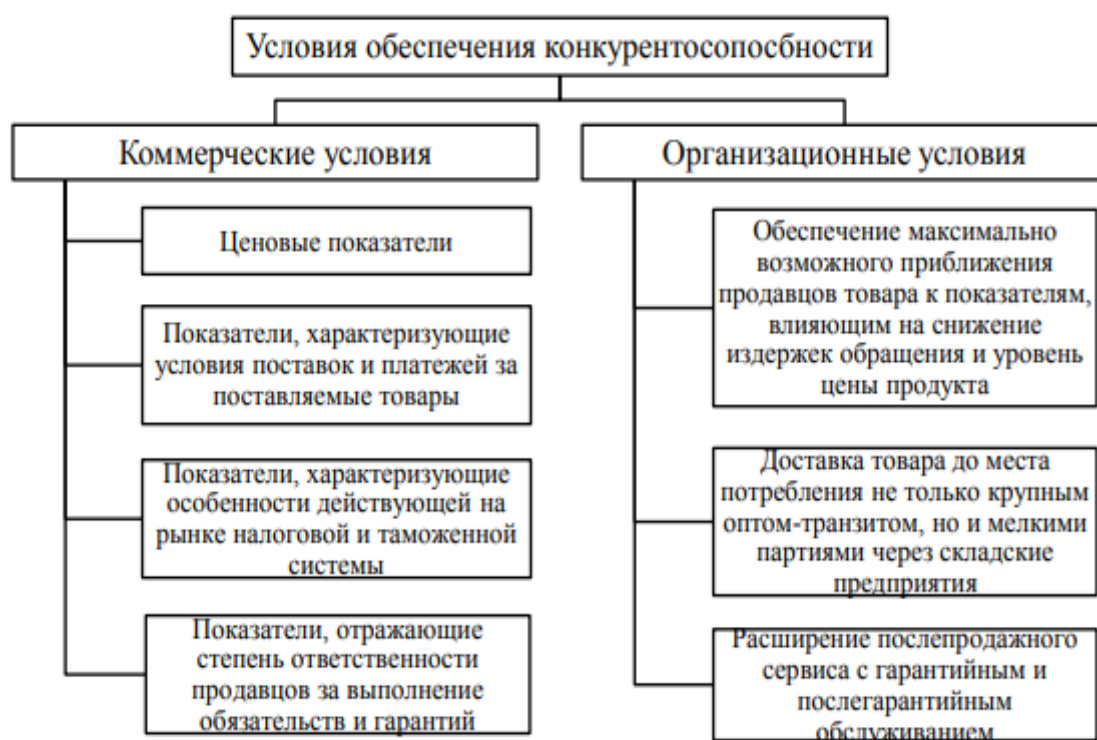 Условия обеспечения конкурентосопосбности
Коммерческие условия
Ценовые показатели
Показатели, характеризующие
условия поставок и платежей за
поставляемые товары
Показатели, характеризующие
особенности действующей на
рынке налоговой и таможенной
системы
Показатели, отражающие
степень ответственности
продавцов за выполнение
обязательств и гарантий
Организационные условия
Обеспечение максимально
возможного приближения
продавцов товара к показателям,
влияющим на снижение
издержек обращения и уровень
цены продукта
Доставка товара до места
потребления не только крупным
оптом-транзитом, но и мелкими
партиями через складские
предприятия
Расширение послепродажного
сервиса с гарантийным и
послегарантийным
обслуживанием